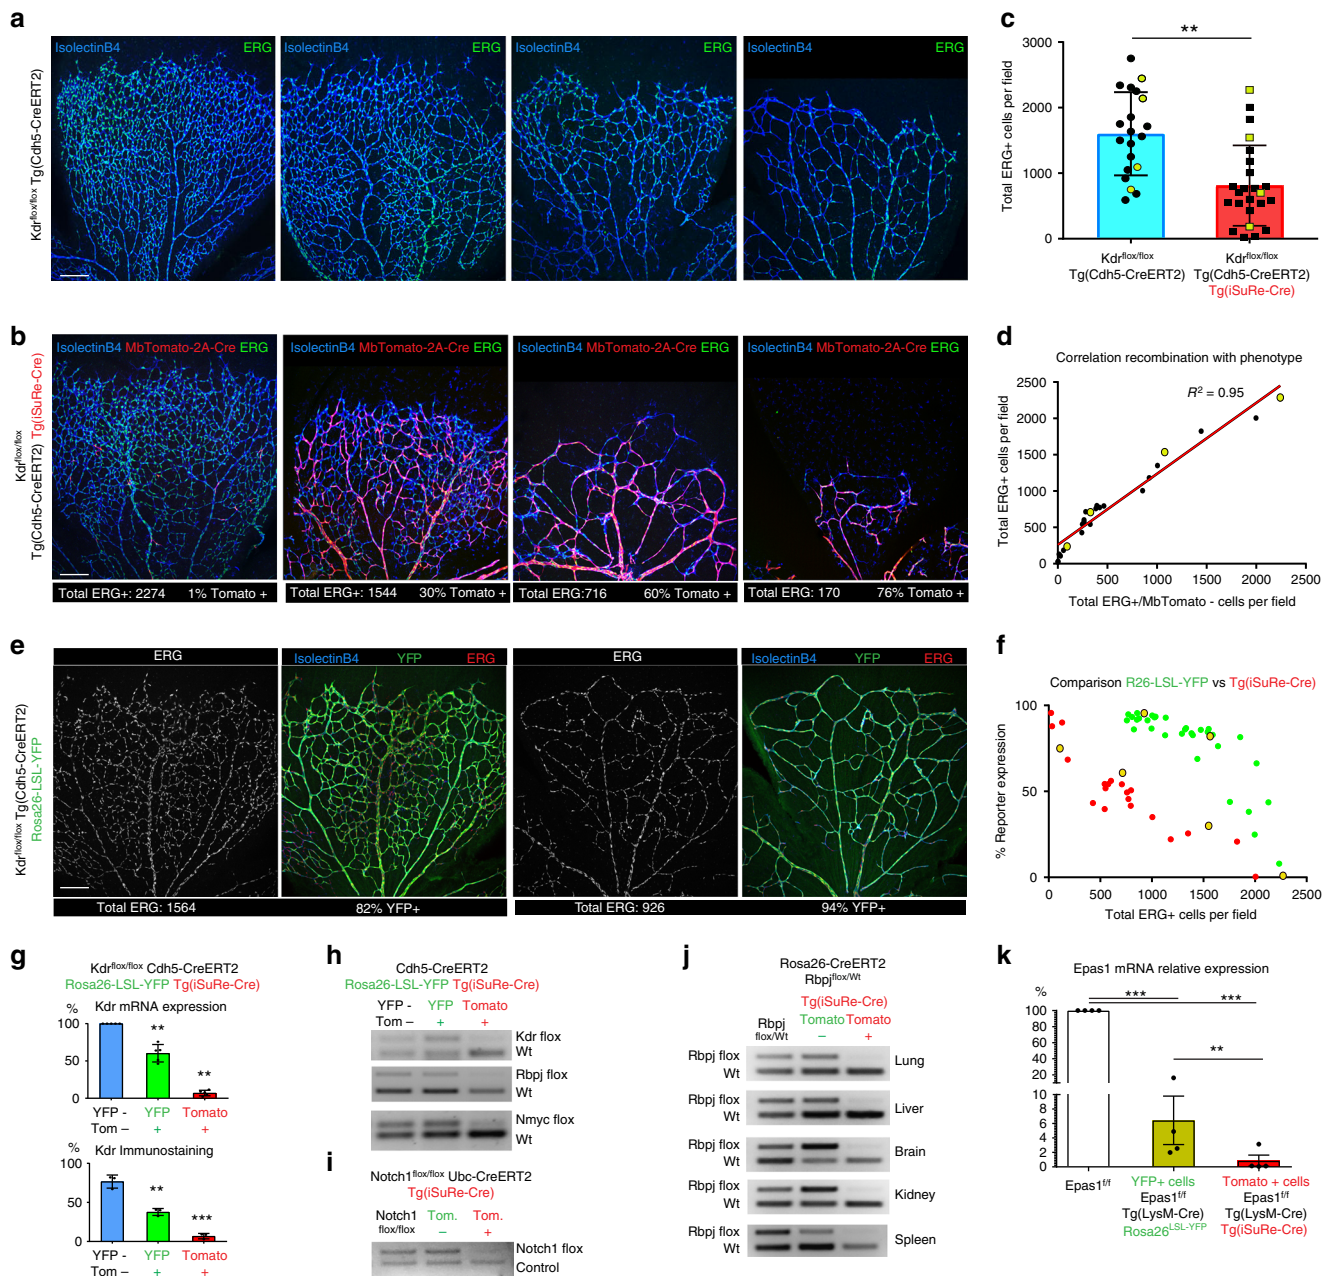 a
Kdrflox/flox Tg(Cdh5-CreERT2)
IsolectinB4 ERG
IsolectinB4 ERG
IsolectinB4 ERG
IsolectinB4 ERG
c
**
Total ERG+ cells per field
3000
2000
1000
0
Kdrflox/flox
Tg(Cdh5-CreERT2)
Kdrflox/flox
Tg(Cdh5-CreERT2)
Tg(iSuRe-Cre)
b
Kdrflox/flox
Tg(Cdh5-CreERT2) Tg(iSuRe-Cre)
IsolectinB4 MbTomato-2A-Cre ERG
IsolectinB4 MbTomato-2A-Cre ERG
IsolectinB4 MbTomato-2A-Cre ERG
IsolectinB4 MbTomato-2A-Cre ERG
Total ERG+: 2274 1% Tomato +
Total ERG+: 1544 30% Tomato +
Total ERG:716 60% Tomato +
Total ERG: 170 76% Tomato +
d
Correlation recombination with phenotype
R² = 0.95
Total ERG+ cells per field
2500
2000
1500
1000
500
0
0 500 1000 1500 2000 2500
Total ERG+/MbTomato - cells per field
e
Kdrflox/flox Tg(Cdh5-CreERT2)
Rosa26-LSL-YFP
ERG
IsolectinB4 YFP ERG
ERG
IsolectinB4 YFP ERG
Total ERG: 1564 82% YFP+
Total ERG: 926 94% YFP+
f
Comparison R26-LSL-YFP vs Tg(iSuRe-Cre)
% Reporter expression
100
50
0
0 500 1000 1500 2000 2500
Total ERG+ cells per field
g
Kdrflox/flox Cdh5-CreERT2
Rosa26-LSL-YFP Tg(iSuRe-Cre)
Kdr mRNA expression
%
100
50
0
**
**
YFP - YFP Tomato
Tom – + +
Kdr Immunostaining
%
100
50
0
**
***
YFP - YFP Tomato
Tom – + +
h
Cdh5-CreERT2
Rosa26-LSL-YFP Tg(iSuRe-Cre)
YFP - YFP Tomato
Tom – + +
Kdr flox
Wt
Rbpj flox
Wt
Nmyc flox
Wt
i
Notch1flox/flox Ubc-CreERT2
Tg(iSuRe-Cre)
Notch1 Tom. Tom.
flox/flox – +
Notch1 flox
Control
j
Rosa26-CreERT2
Rbpjflox/Wt
Tg(iSuRe-Cre)
Rbpj Tomato Tomato
flox/Wt – +
Rbpj flox
Wt
Lung
Rbpj flox
Wt
Liver
Rbpj flox
Wt
Brain
Rbpj flox
Wt
Kidney
Rbpj flox
Wt
Spleen
k
Epas1 mRNA relative expression
%
*** ***
**
100
80
60
40
20
10
8
6
4
2
0
Epas1f/f
YFP+ cells
Epas1f/f
Tg(LysM-Cre)
Rosa26LSL-YFP
Tomato + cells
Epas1f/f
Tg(LysM-Cre)
Tg(iSuRe-Cre)